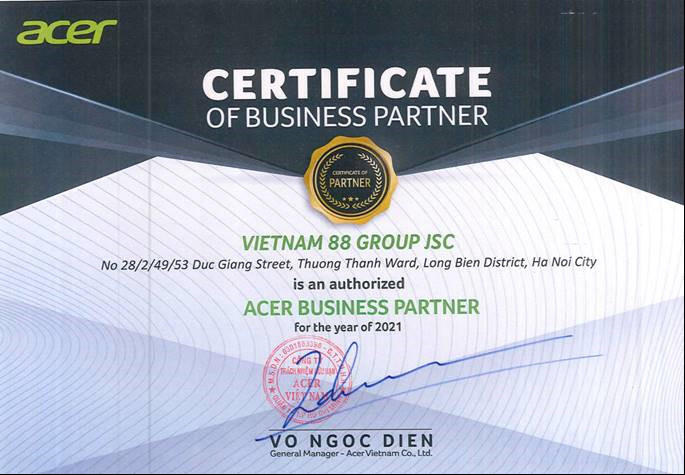 acer
CERTIFICATE
OF BUSINESS PARTNER
CERTIFICATE OF
PARTNER
VIETNAM 88 GROUP JSC
No 28/2/49/53 Duc Giang Street, Thuong Thanh Ward, Long Bien District, Ha Noi City
is an authorized
ACER BUSINESS PARTNER
for the year of 2021
CÔNG TY
TRÁCH NHIỆM HỮU HẠN
ACER
VIỆT NAM
VO NGOC DIEN
General Manager - Acer Vietnam Co., Ltd.